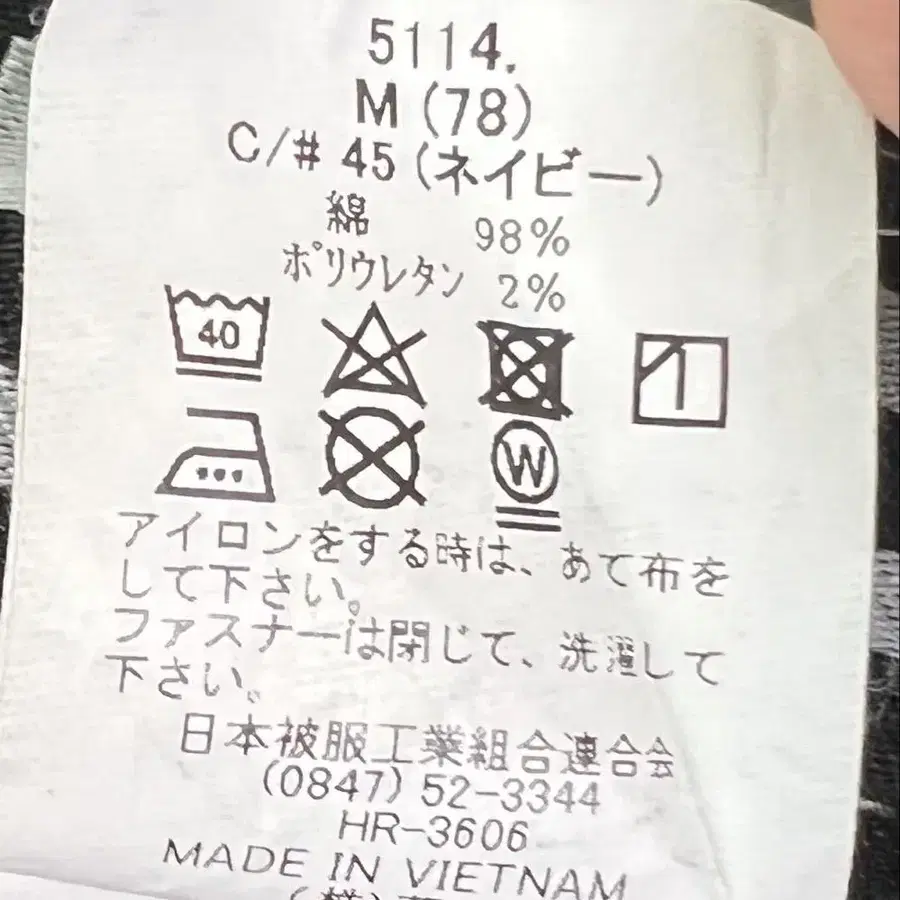 5114.
M (78)
C/# 45 (ネイビー)
綿 98%
ポリウレタン 2%
40
W
アイロンをする時は、あて布を
して下さい。
ファスナーは閉じて、洗濯して
下さい。
日本被服工業組合連合会
(0847) 52-3344
HR-3606
MADE IN VIETNAM